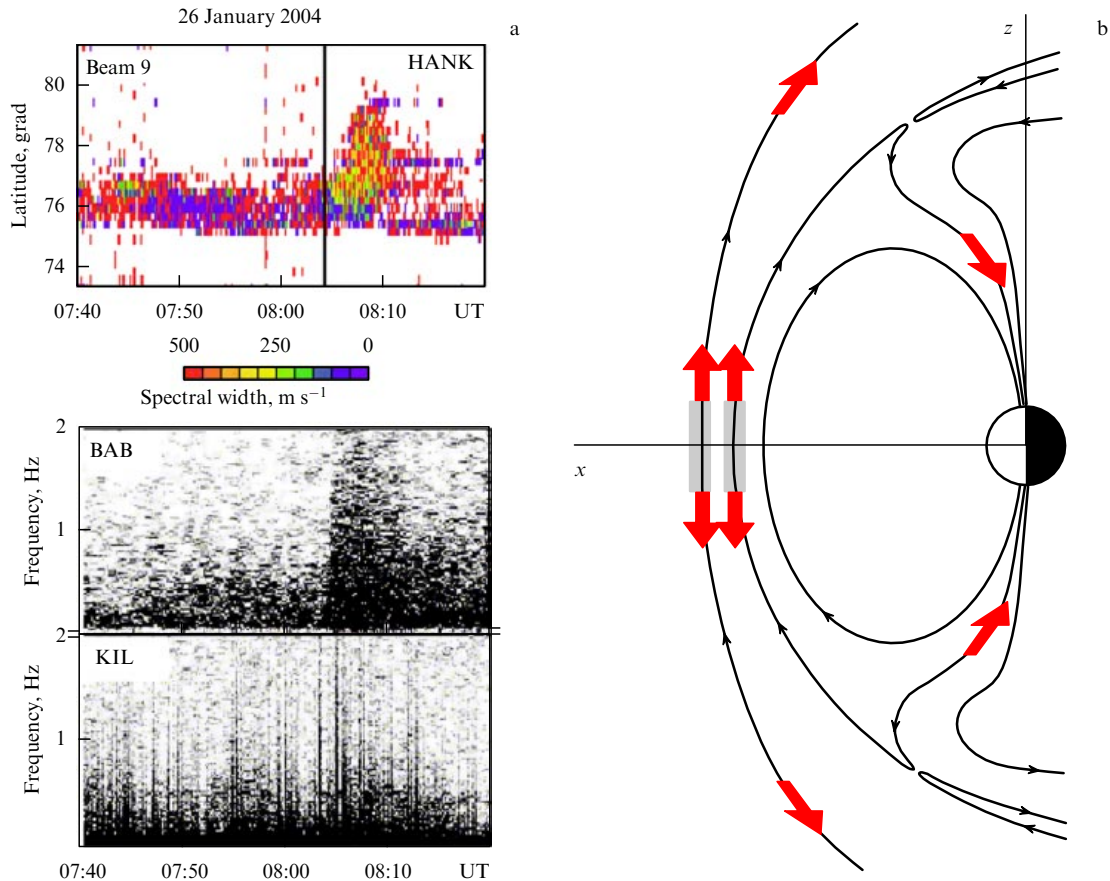 26 January 2004
a
Beam 9
HANK
Latitude, grad
80
78
76
74
07:40 07:50 08:00 08:10 UT
500 250 0
Spectral width, m s⁻¹
BAB
Frequency, Hz
2
1
KIL
Frequency, Hz
2
1
07:40 07:50 08:00 08:10 UT
b
z
x